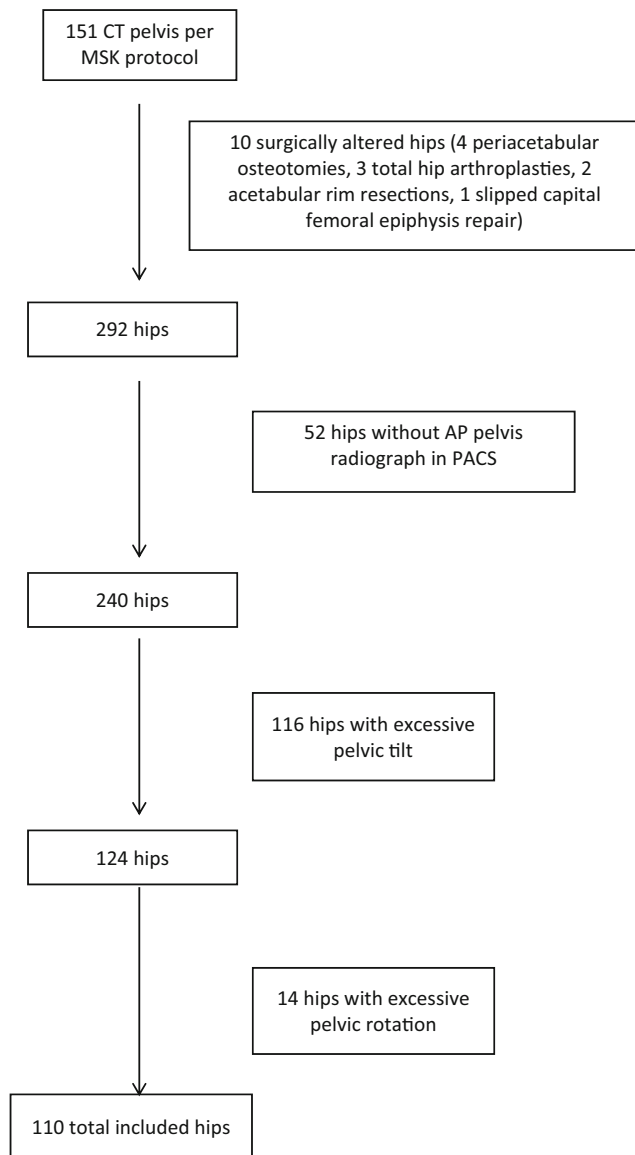 151 CT pelvis per
MSK protocol
10 surgically altered hips (4 periacetabular
osteotomies, 3 total hip arthroplasties, 2
acetabular rim resections, 1 slipped capital
femoral epiphysis repair)
292 hips
52 hips without AP pelvis
radiograph in PACS
240 hips
116 hips with excessive
pelvic tilt
124 hips
14 hips with excessive
pelvic rotation
110 total included hips